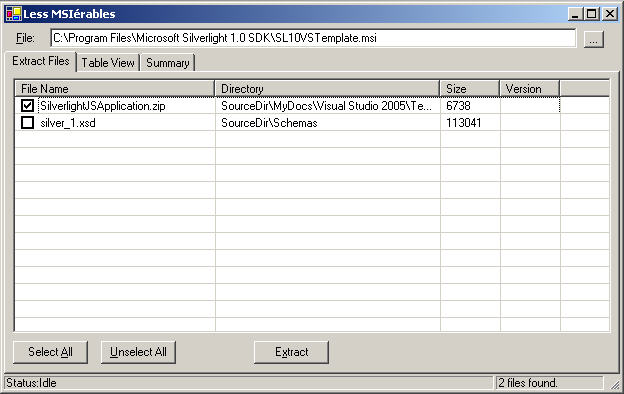 Less MSIérables
File: C:\Program Files\Microsoft Silverlight 1.0 SDK\SL10VSTemplate.msi ...
Extract Files Table View Summary
File Name Directory Size Version
SilverlightJSApplication.zip SourceDir\MyDocs\Visual Studio 2005\Te... 6738
silver_1.xsd SourceDir\Schemas 113041
Select All Unselect All Extract
Status:Idle 2 files found.